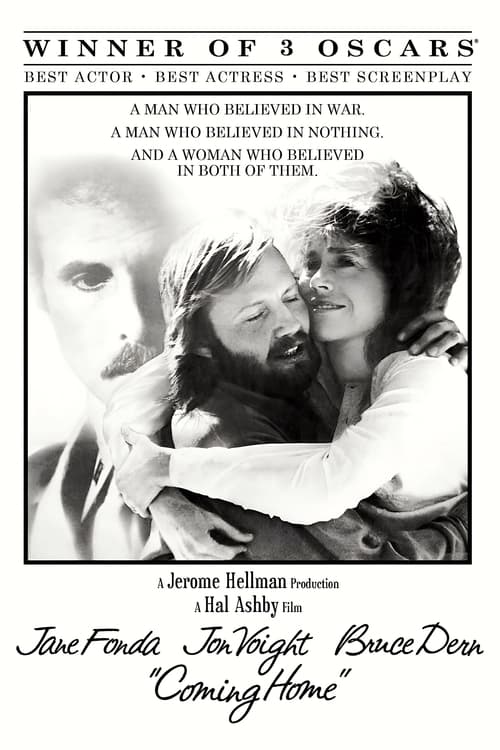 WINNER OF 3 OSCARS®
BEST ACTOR • BEST ACTRESS • BEST SCREENPLAY
A MAN WHO BELIEVED IN WAR.
A MAN WHO BELIEVED IN NOTHING.
AND A WOMAN WHO BELIEVED
IN BOTH OF THEM.
A Jerome Hellman Production
A Hal Ashby Film
Jane Fonda Jon Voight Bruce Dern
"Coming Home"